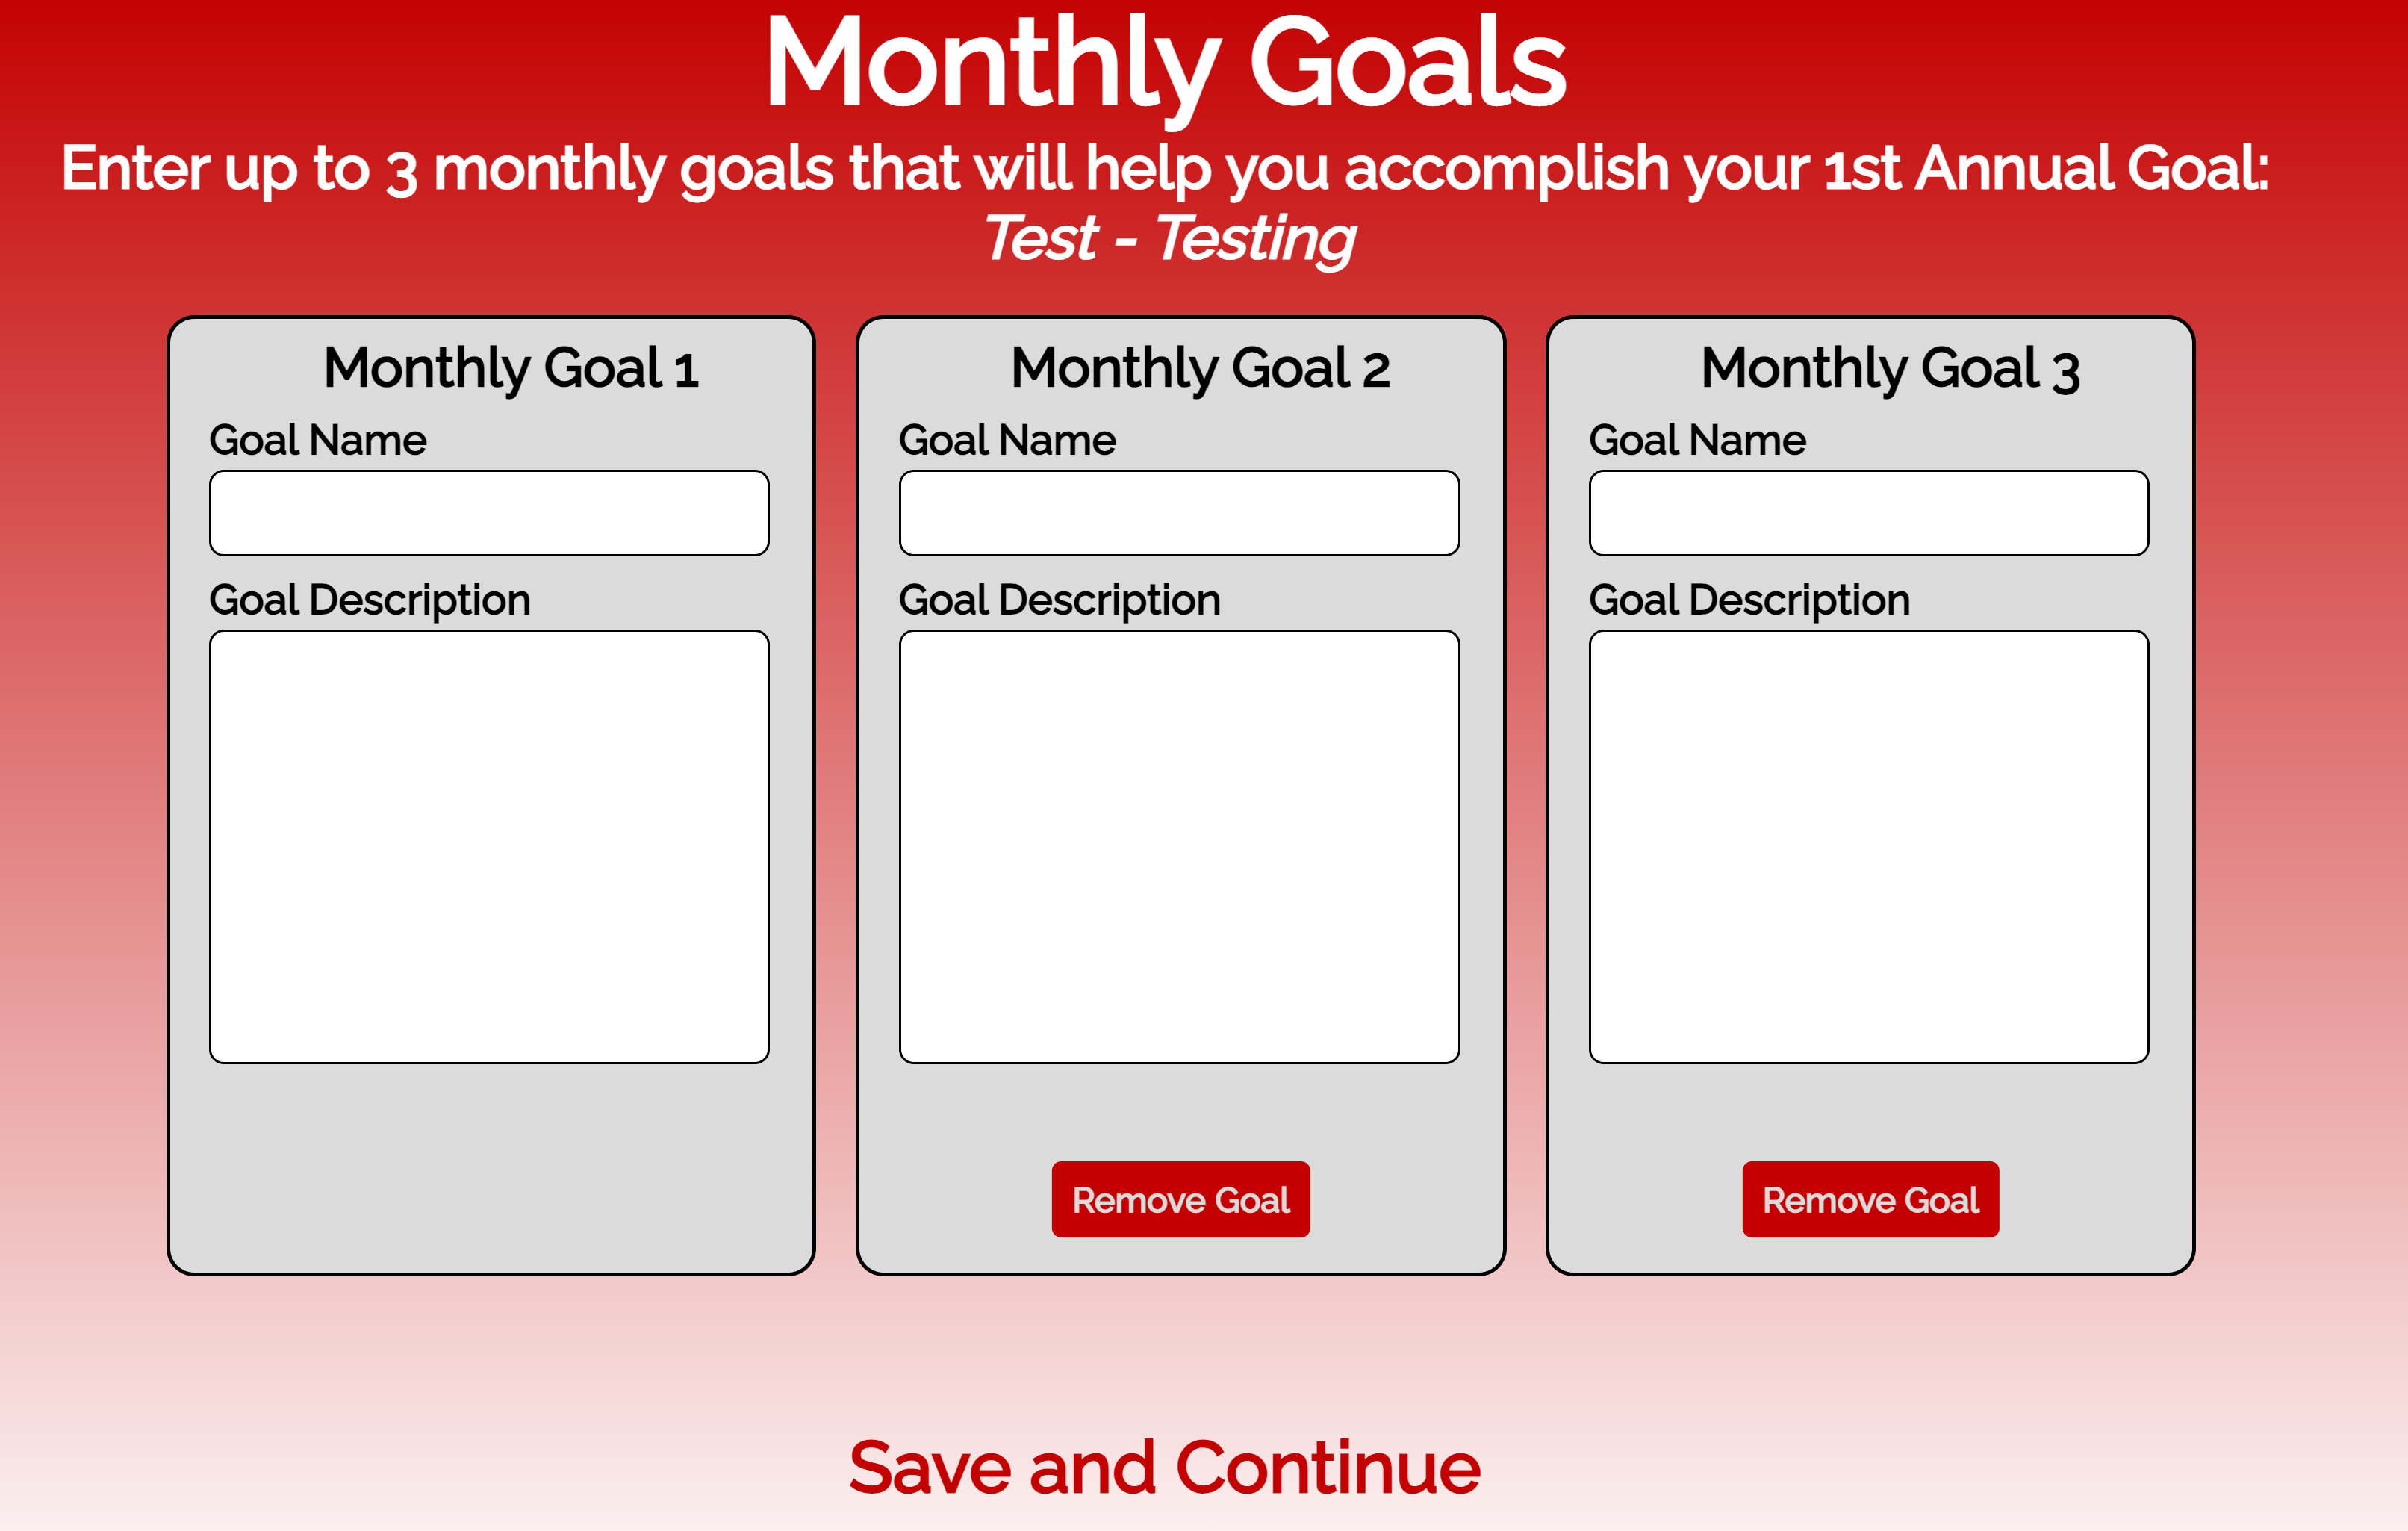 Monthly Goals
Enter up to 3 monthly goals that will help you accomplish your 1st Annual Goal:
Test - Testing
Monthly Goal 1
Goal Name
Goal Description
Monthly Goal 2
Goal Name
Goal Description
Remove Goal
Monthly Goal 3
Goal Name
Goal Description
Remove Goal
Save and Continue